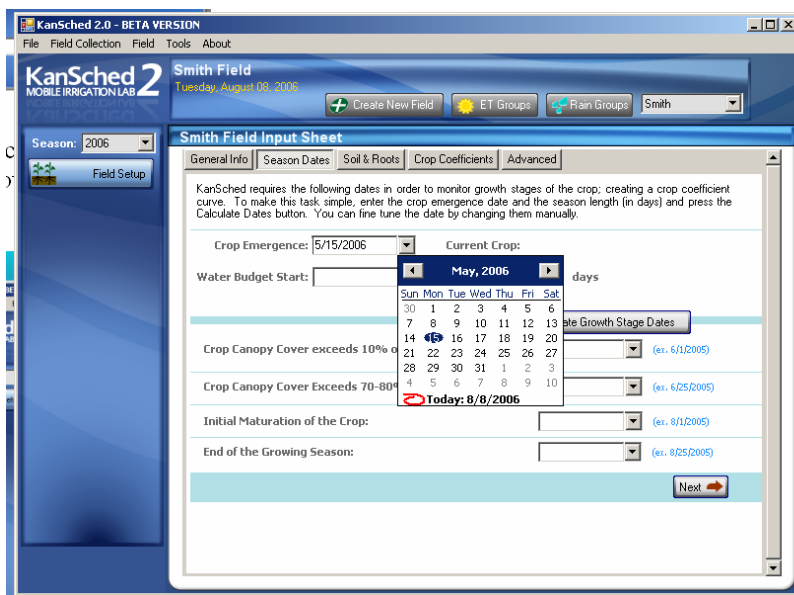 KanSched 2.0 - BETA VERSION
File Field Collection Field Tools About
KanSched 2
MOBILE IRRIGATION LAB
Smith Field
Tuesday, August 08, 2006
Create New Field ET Groups Rain Groups Smith
Season: 2006
Field Setup
Smith Field Input Sheet
General Info Season Dates Soil & Roots Crop Coefficients Advanced
KanSched requires the following dates in order to monitor growth stages of the crop; creating a crop coefficient
curve. To make this task simple, enter the crop emergence date and the season length (in days) and press the
Calculate Dates button. You can fine tune the date by changing them manually.
Crop Emergence: 5/15/2006 Current Crop:
Water Budget Start: days
May, 2006
Sun Mon Tue Wed Thu Fri Sat
30 1 2 3 4 5 6
7 8 9 10 11 12 13
14 15 16 17 18 19 20
21 22 23 24 25 26 27
28 29 30 31 1 2 3
4 5 6 7 8 9 10
Today: 8/8/2006
ate Growth Stage Dates
Crop Canopy Cover exceeds 10% o (ex. 6/1/2005)
Crop Canopy Cover Exceeds 70-80% (ex. 6/25/2005)
Initial Maturation of the Crop: (ex. 8/1/2005)
End of the Growing Season: (ex. 8/25/2005)
Next